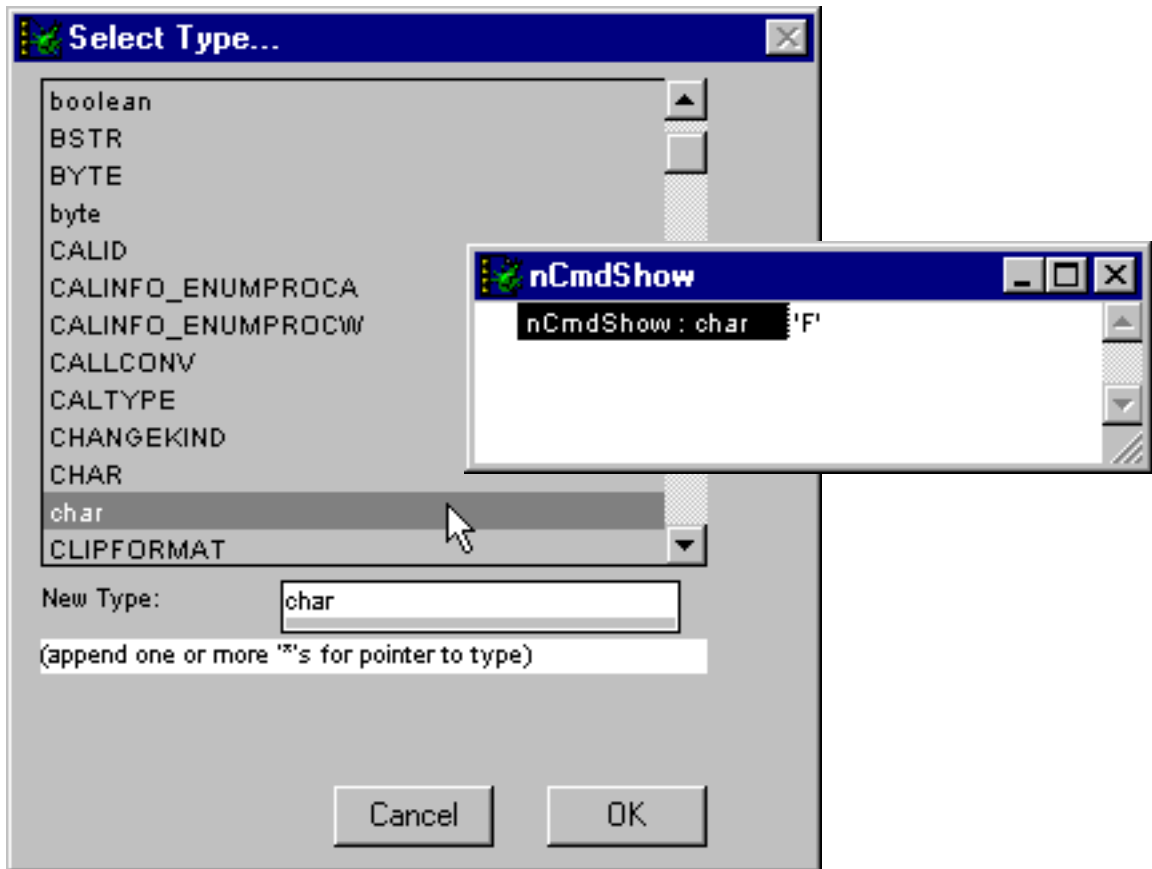 Select Type...
boolean
BSTR
BYTE
byte
CALID
CALINFO_ENUMPROCA
CALINFO_ENUMPROCW
CALLCONV
CALTYPE
CHANGEKIND
CHAR
char
CLIPFORMAT
New Type: char
(append one or more '*'s for pointer to type)
Cancel OK
nCmdShow
nCmdShow : char 'F'